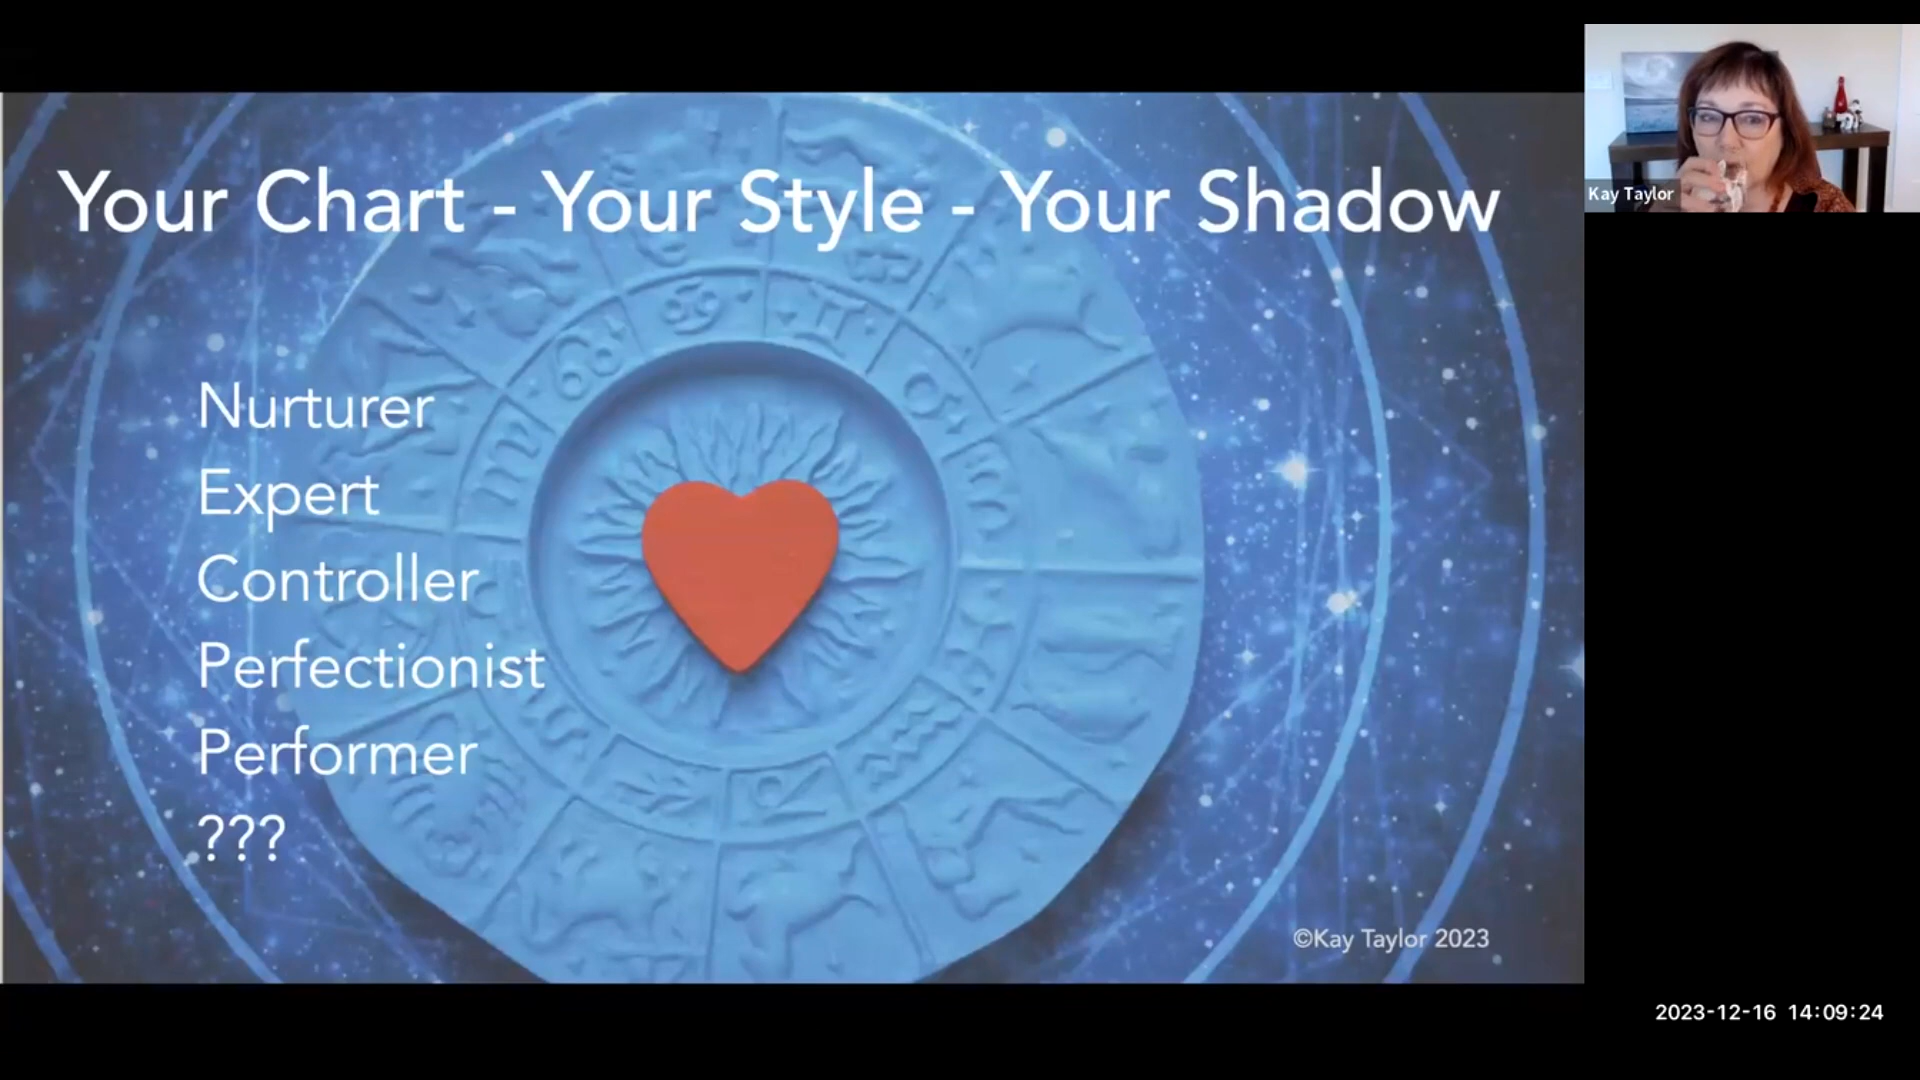 Your Chart - Your Style - Your Shadow
Nurturer
Expert
Controller
Perfectionist
Performer
???
©Kay Taylor 2023
Kay Taylor
2023-12-16 14:09:24